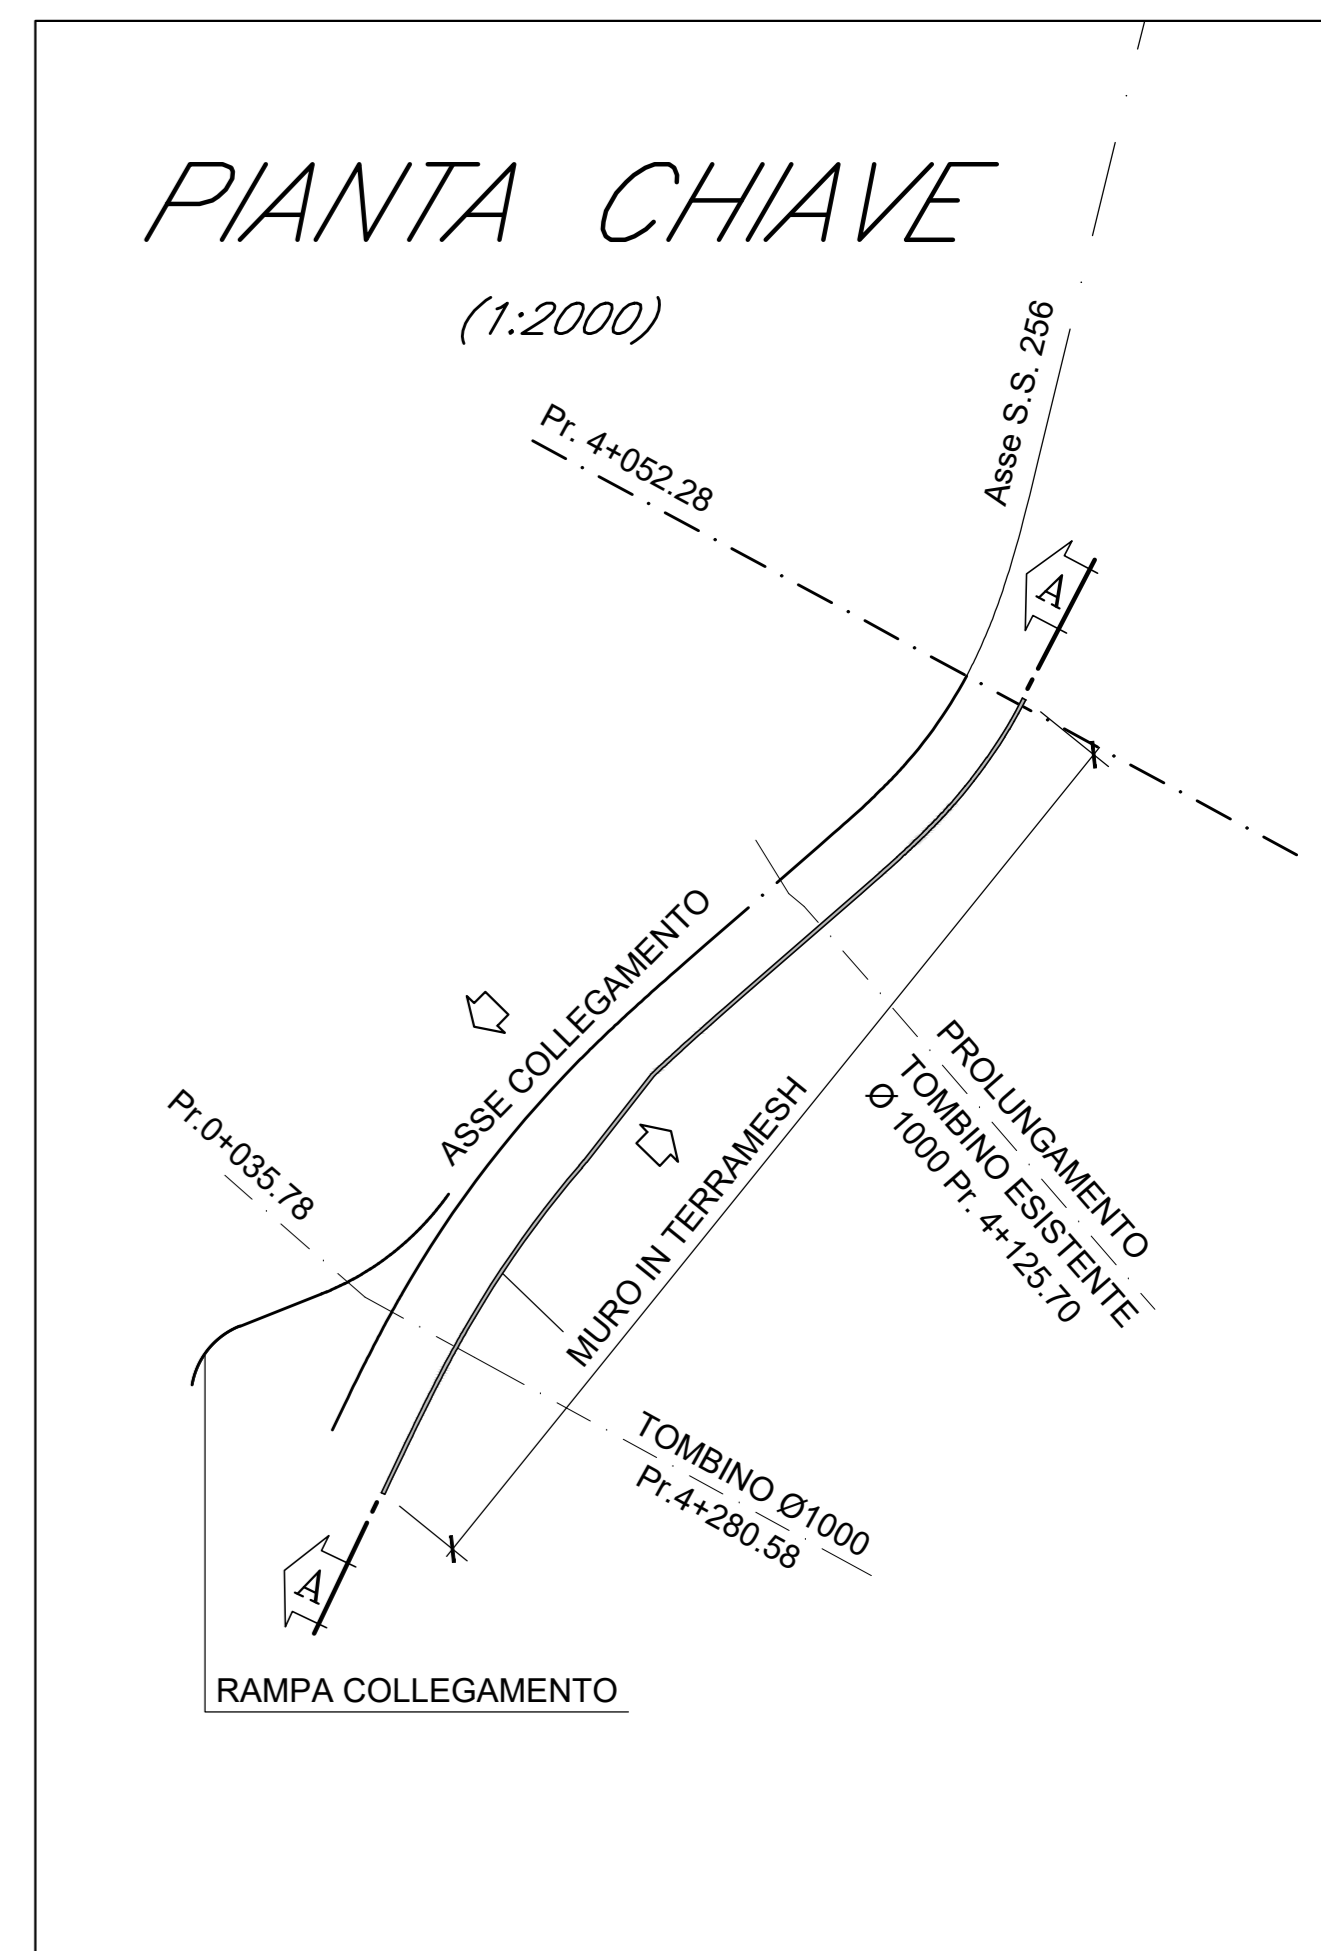 PIANTA CHIAVE
(1:2000)
Asse S.S. 256
Pr. 4+052.28
A
ASSE COLLEGAMENTO
Pr.0+035.78
PROLUNGAMENTO
TOMBINO ESISTENTE
Ø 1000 Pr. 4+125.70
MURO IN TERRAMESH
TOMBINO Ø1000
Pr.4+280.58
A
RAMPA COLLEGAMENTO